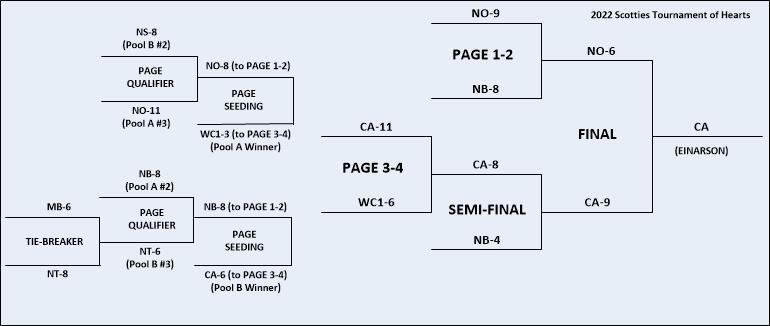 2022 Scotties Tournament of Hearts
NS-8
(Pool B #2)
PAGE
QUALIFIER
NO-11
(Pool A #3)
NO-8 (to PAGE 1-2)
PAGE
SEEDING
WC1-3 (to PAGE 3-4)
(Pool A Winner)
MB-6
TIE-BREAKER
NT-8
NB-8
(Pool A #2)
PAGE
QUALIFIER
NT-6
(Pool B #3)
NB-8 (to PAGE 1-2)
PAGE
SEEDING
CA-6 (to PAGE 3-4)
(Pool B Winner)
NO-9
PAGE 1-2
NB-8
CA-11
PAGE 3-4
WC1-6
CA-8
SEMI-FINAL
NB-4
NO-6
FINAL
CA-9
CA
(EINARSON)